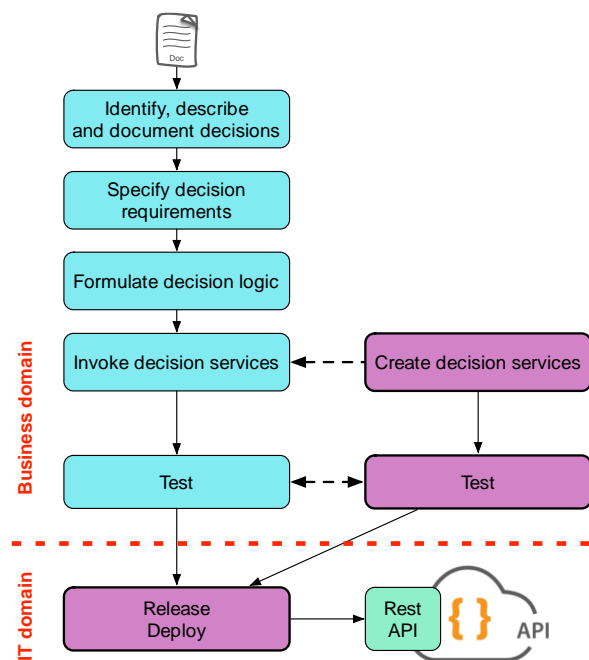 Doc
Identify, describe
and document decisions
Specify decision
requirements
Formulate decision logic
Invoke decision services
Create decision services
Business domain
Test
Test
IT domain
Release
Deploy
Rest
API
{ }
API